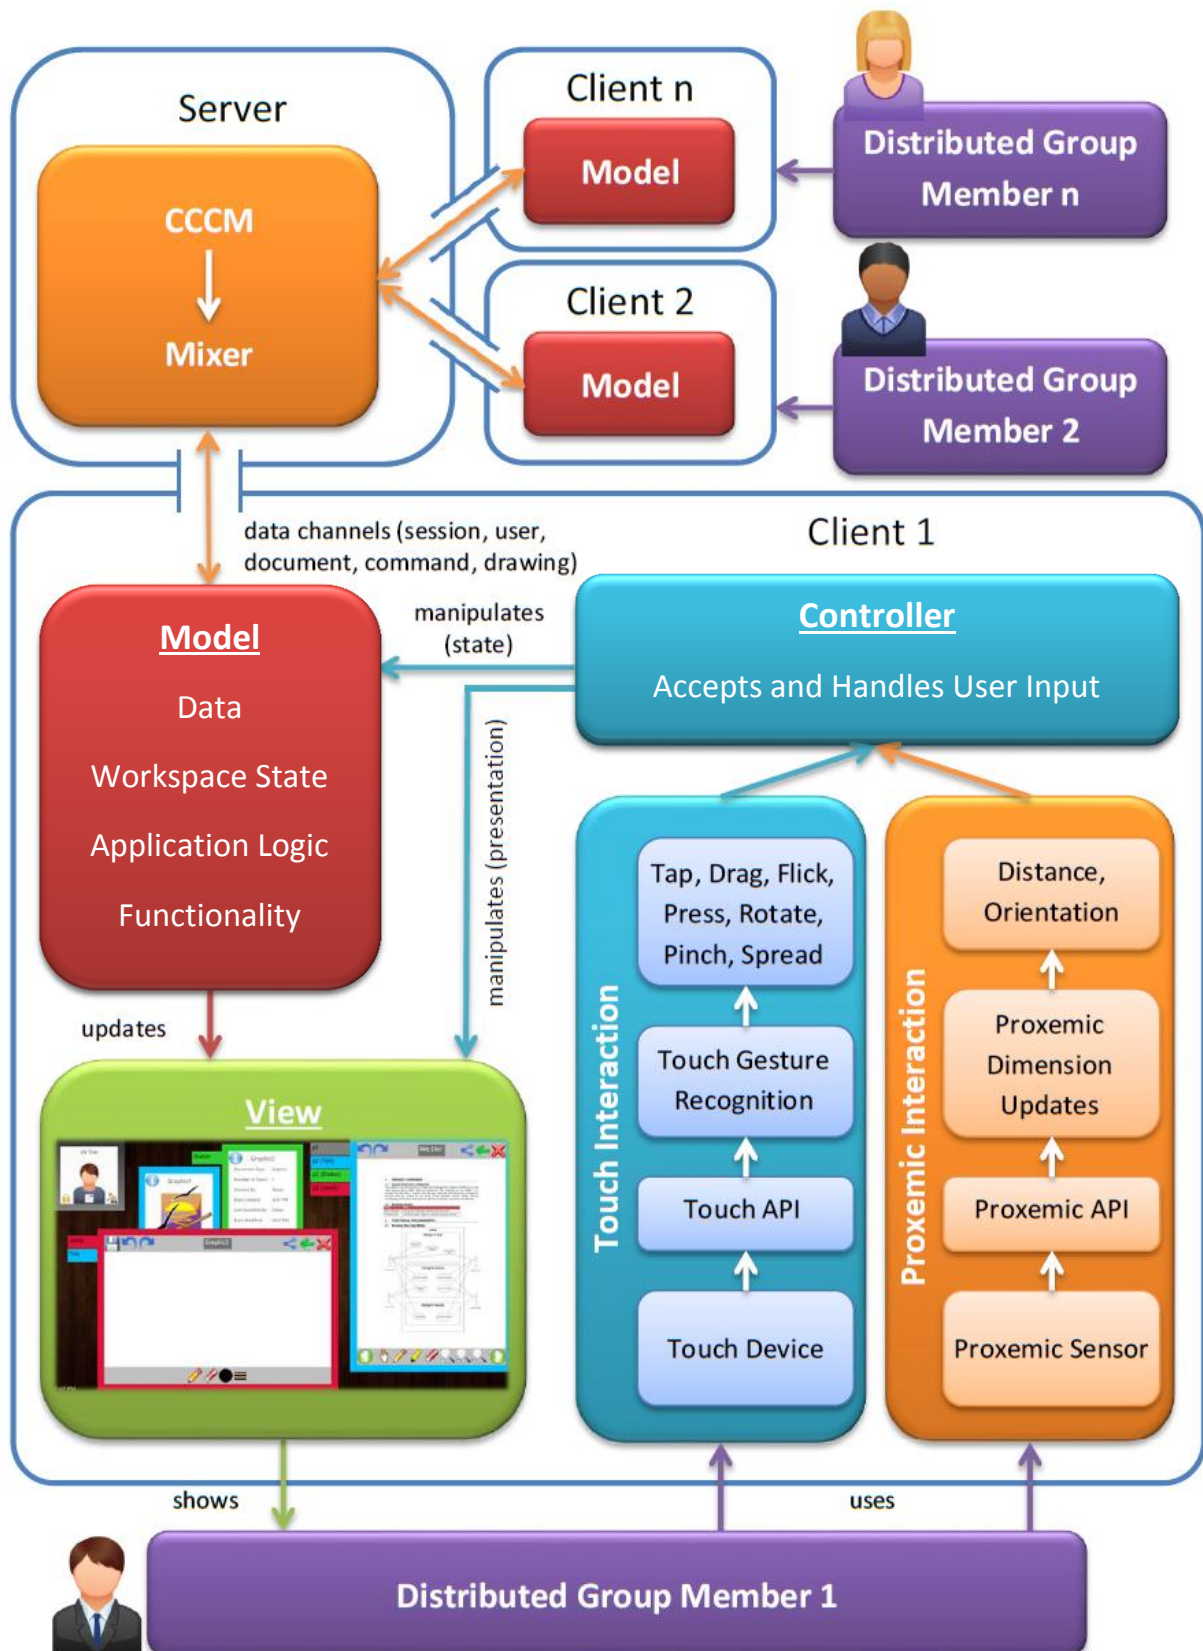 Server
CCCM
Mixer
Client n
Model
Distributed Group
Member n
Client 2
Model
Distributed Group
Member 2
data channels (session, user,
document, command, drawing)
Client 1
Model
Data
Workspace State
Application Logic
Functionality
manipulates
(state)
Controller
Accepts and Handles User Input
manipulates (presentation)
updates
View
Graphic1
Graphic1
Touch Interaction
Tap, Drag, Flick,
Press, Rotate,
Pinch, Spread
Touch Gesture
Recognition
Touch API
Touch Device
Proxemic Interaction
Distance,
Orientation
Proxemic
Dimension
Updates
Proxemic API
Proxemic Sensor
shows
uses
Distributed Group Member 1